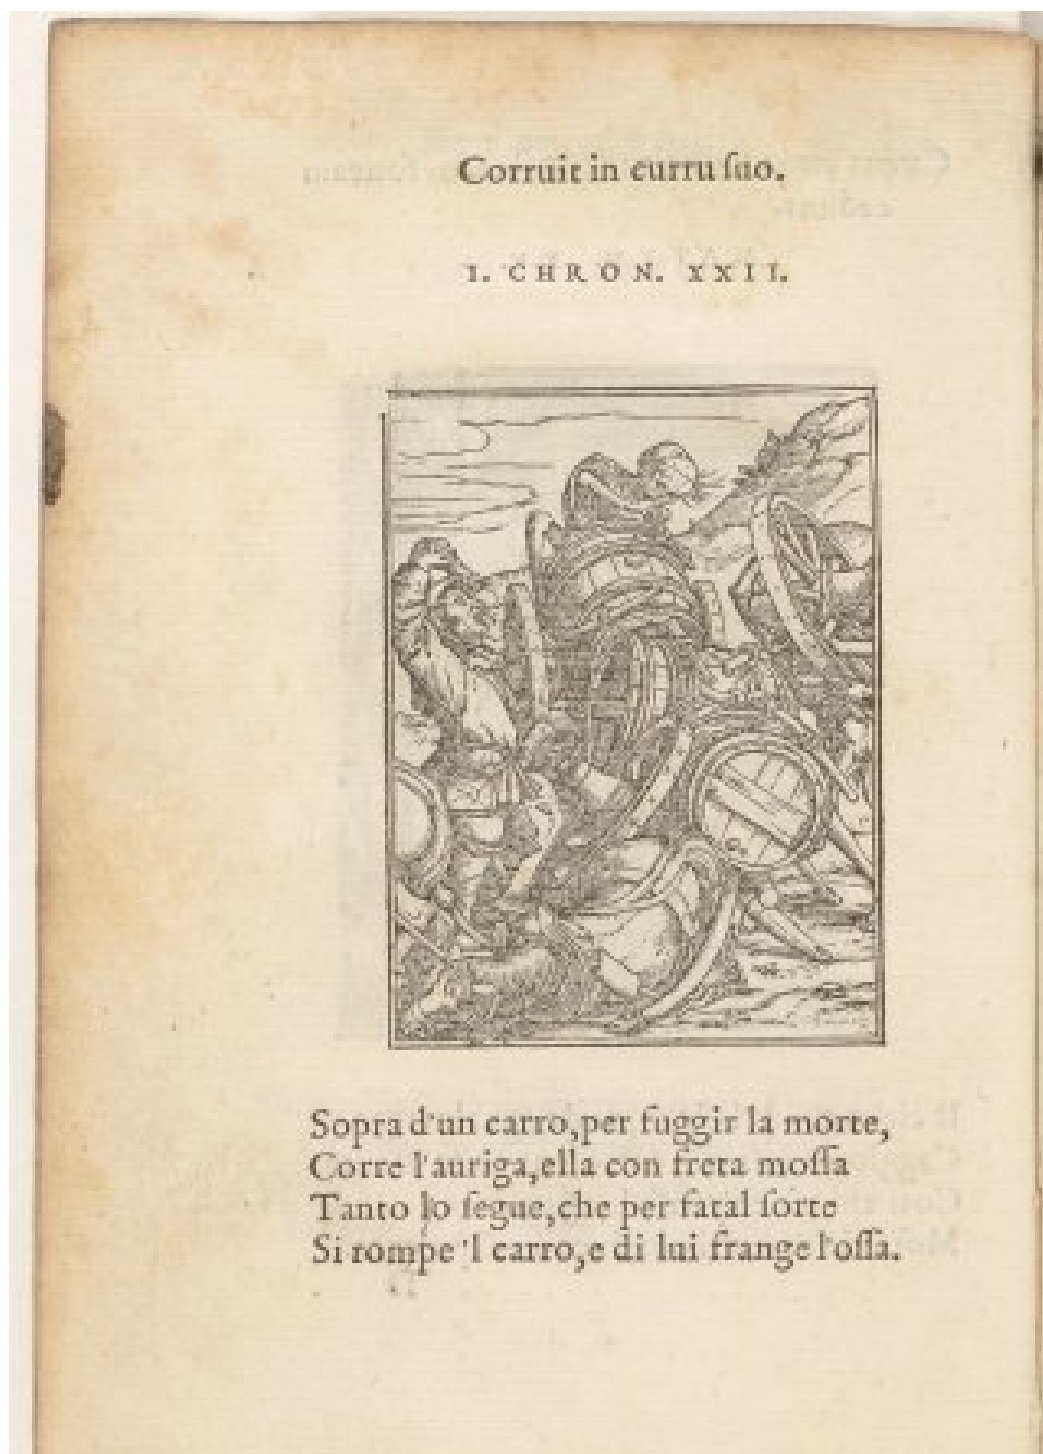 Corruit in curru ſuo.
I. CHRON. XXII.
Sopra d'un carro, per fuggir la morte,
Corre l'auriga, ella con freta moſſa
Tanto lo ſegue, che per fatal ſorte
Si rompe 'l carro, e di lui frange l'oſſa.